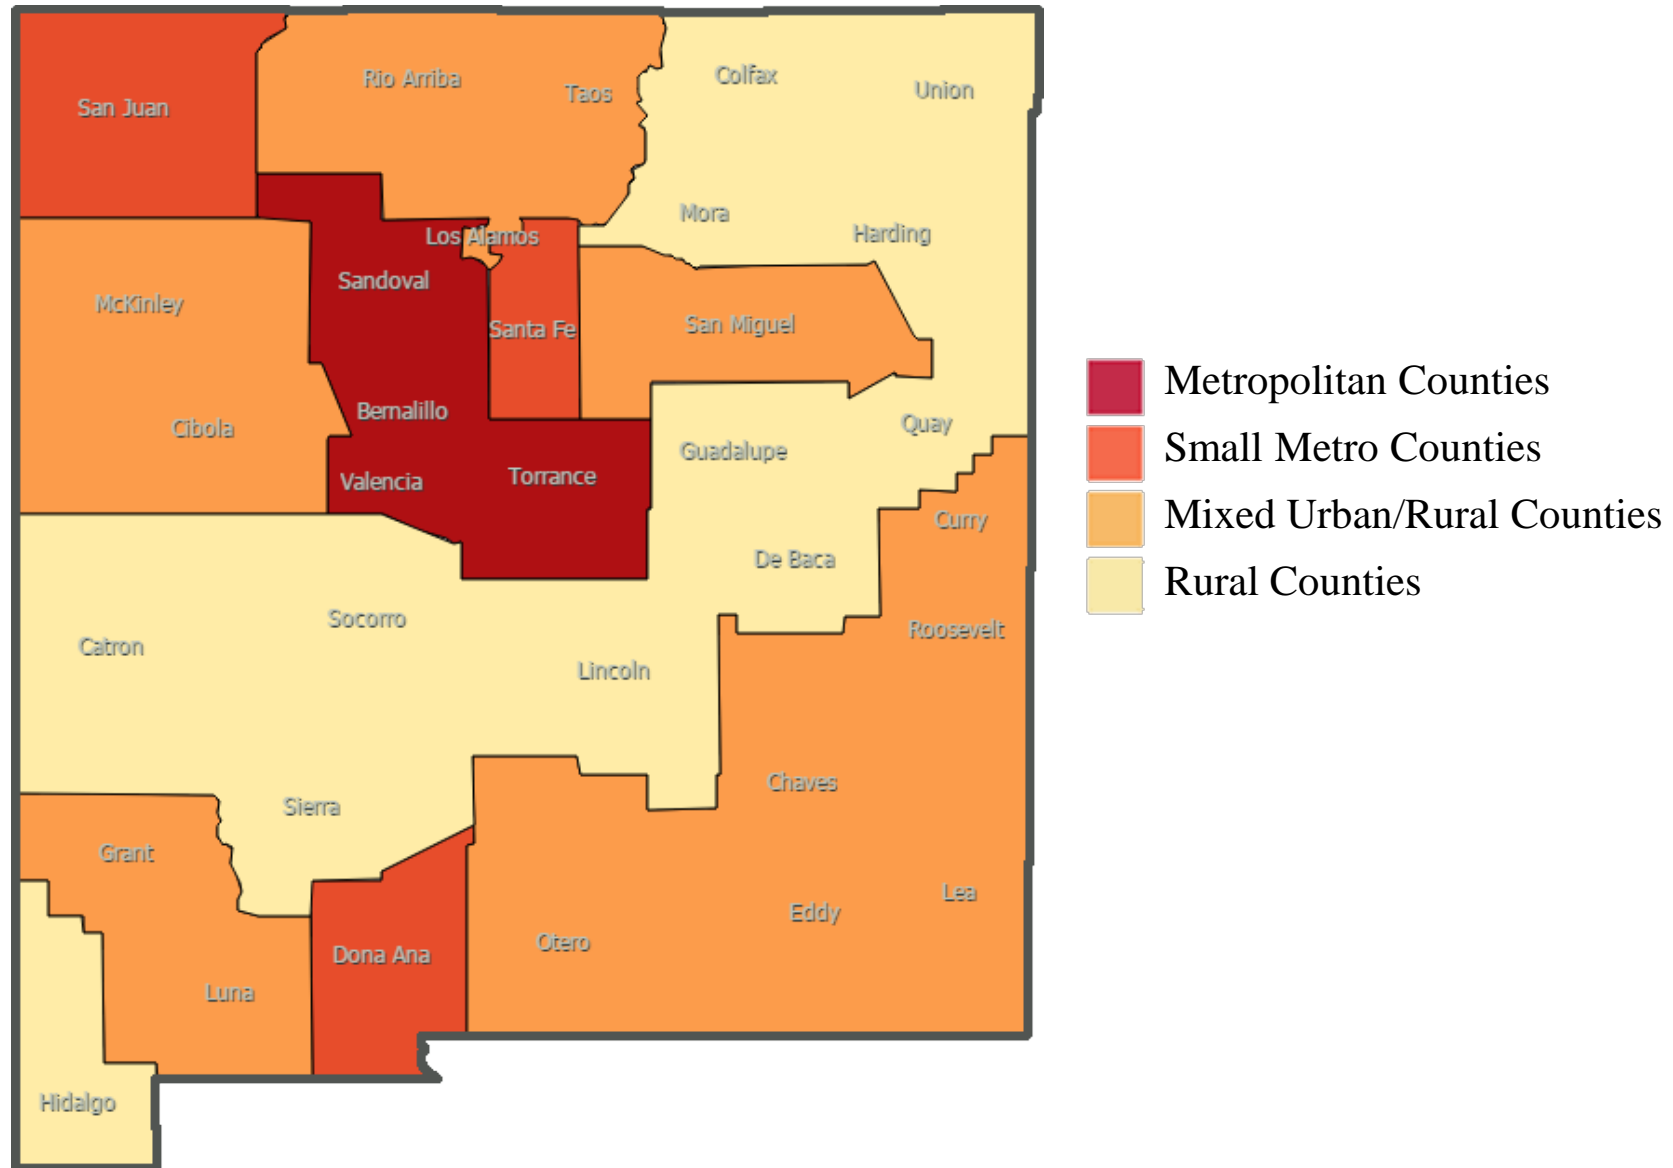 Rio Arriba
Taos
Colfax
Union
San Juan
Mora
Harding
Los Alamos
Sandoval
McKinley
Santa Fe
San Miguel
Bernalillo
Cibola
Quay
Guadalupe
Valencia
Torrance
Curry
De Baca
Socorro
Roosevelt
Catron
Lincoln
Chaves
Sierra
Grant
Lea
Eddy
Otero
Dona Ana
Luna
Hidalgo
Metropolitan Counties
Small Metro Counties
Mixed Urban/Rural Counties
Rural Counties